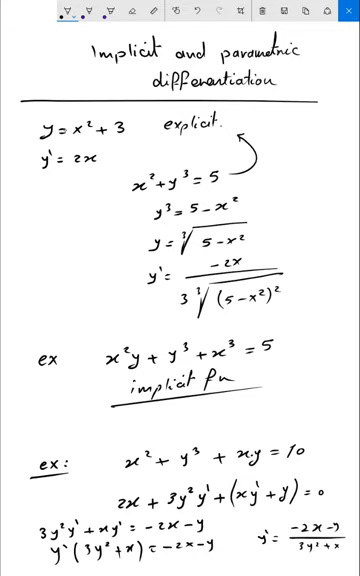 Implicit and parametric
differentiation
y = x² + 3 explicit.
y' = 2x
x² + y³ = 5
y³ = 5 - x²
y = ∛(5 - x²)
y' = -2x / 3∛(5 - x²)²
ex x²y + y³ + x³ = 5
implicit fn
ex: x² + y³ + x.y = 10
2x + 3y²y' + (xy' + y) = 0
3y²y' + xy' = -2x - y
y' (3y² + x) = -2x - y
y' = (-2x - y) / (3y² + x)